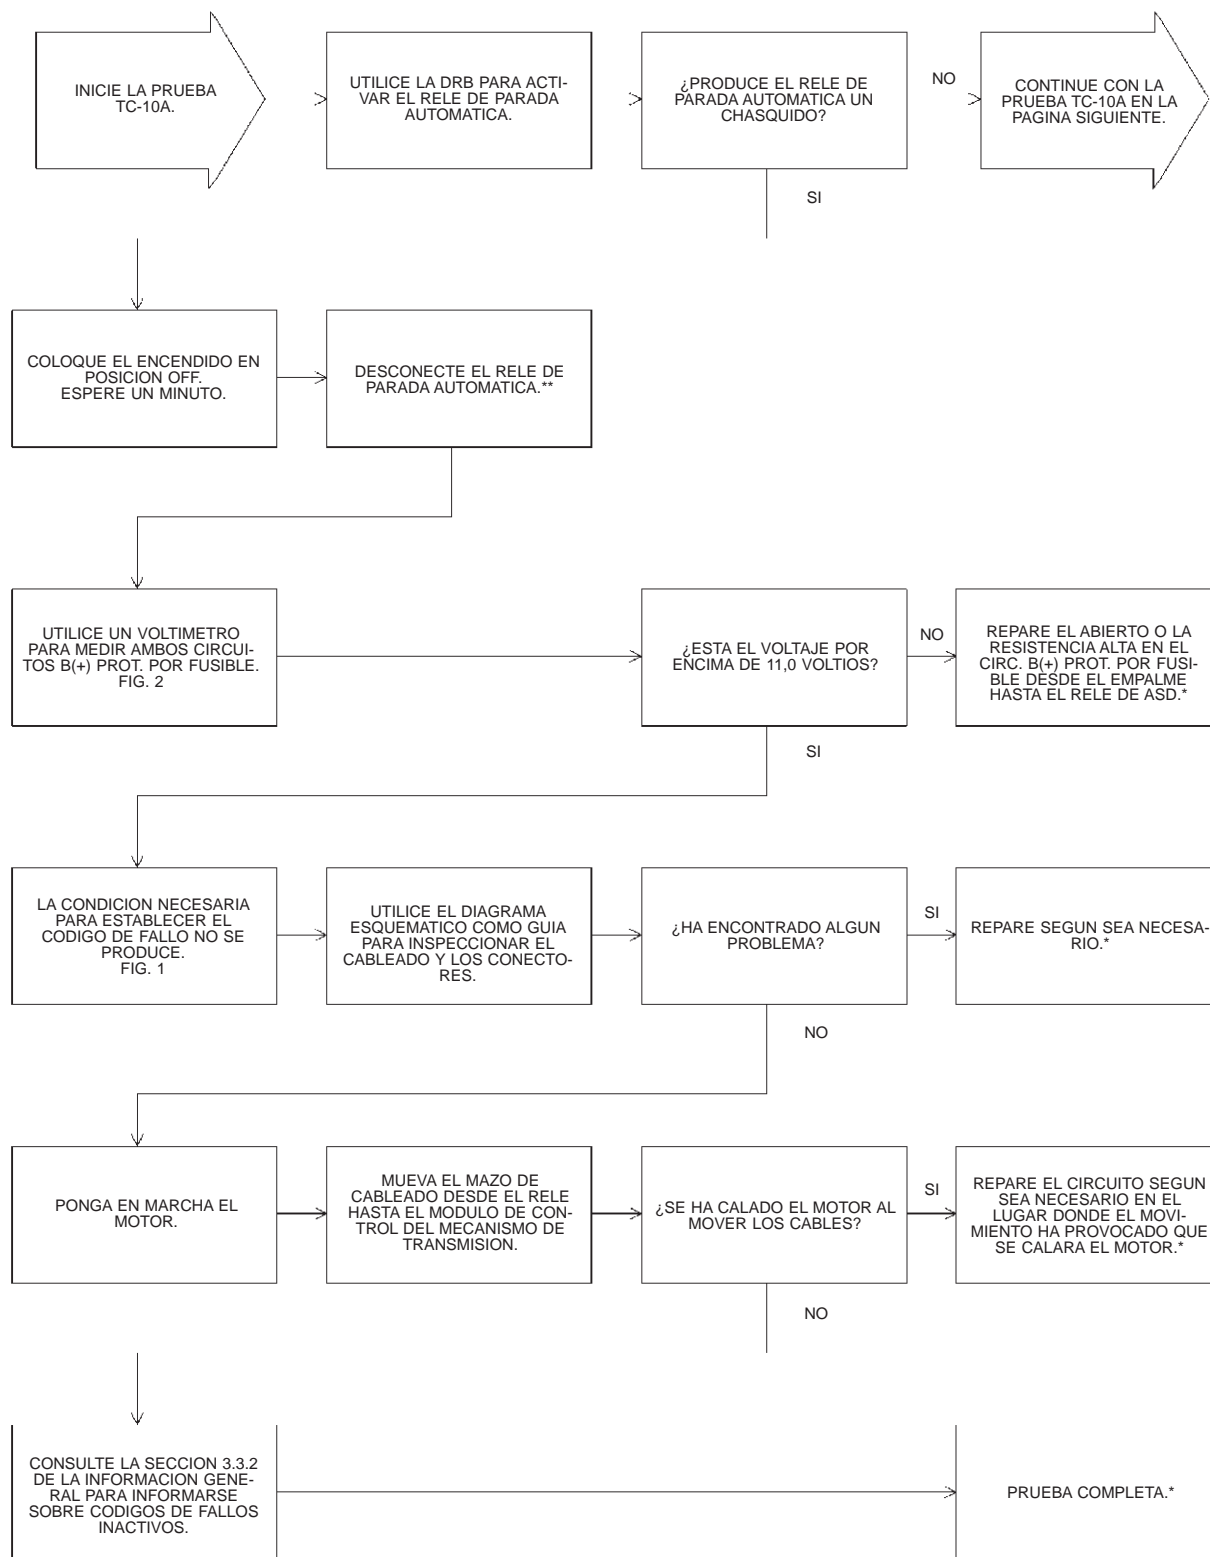 INICIE LA PRUEBA
TC-10A.
UTILICE LA DRB PARA ACTI-
VAR EL RELE DE PARADA
AUTOMATICA.
¿PRODUCE EL RELE DE
PARADA AUTOMATICA UN
CHASQUIDO?
NO
CONTINUE CON LA
PRUEBA TC-10A EN LA
PAGINA SIGUIENTE.
SI
COLOQUE EL ENCENDIDO EN
POSICION OFF.
ESPERE UN MINUTO.
DESCONECTE EL RELE DE
PARADA AUTOMATICA.**
UTILICE UN VOLTIMETRO
PARA MEDIR AMBOS CIRCUI-
TOS B(+) PROT. POR FUSIBLE.
FIG. 2
¿ESTA EL VOLTAJE POR
ENCIMA DE 11,0 VOLTIOS?
NO
REPARE EL ABIERTO O LA
RESISTENCIA ALTA EN EL
CIRC. B(+) PROT. POR FUSI-
BLE DESDE EL EMPALME
HASTA EL RELE DE ASD.*
SI
LA CONDICION NECESARIA
PARA ESTABLECER EL
CODIGO DE FALLO NO SE
PRODUCE.
FIG. 1
UTILICE EL DIAGRAMA
ESQUEMATICO COMO GUIA
PARA INSPECCIONAR EL
CABLEADO Y LOS CONECTO-
RES.
¿HA ENCONTRADO ALGUN
PROBLEMA?
SI
REPARE SEGUN SEA NECESA-
RIO.*
NO
PONGA EN MARCHA EL
MOTOR.
MUEVA EL MAZO DE
CABLEADO DESDE EL RELE
HASTA EL MODULO DE CON-
TROL DEL MECANISMO DE
TRANSMISION.
¿SE HA CALADO EL MOTOR AL
MOVER LOS CABLES?
SI
REPARE EL CIRCUITO SEGUN
SEA NECESARIO EN EL
LUGAR DONDE EL MOVI-
MIENTO HA PROVOCADO QUE
SE CALARA EL MOTOR.*
NO
CONSULTE LA SECCION 3.3.2
DE LA INFORMACION GENE-
RAL PARA INFORMARSE
SOBRE CODIGOS DE FALLOS
INACTIVOS.
PRUEBA COMPLETA.*